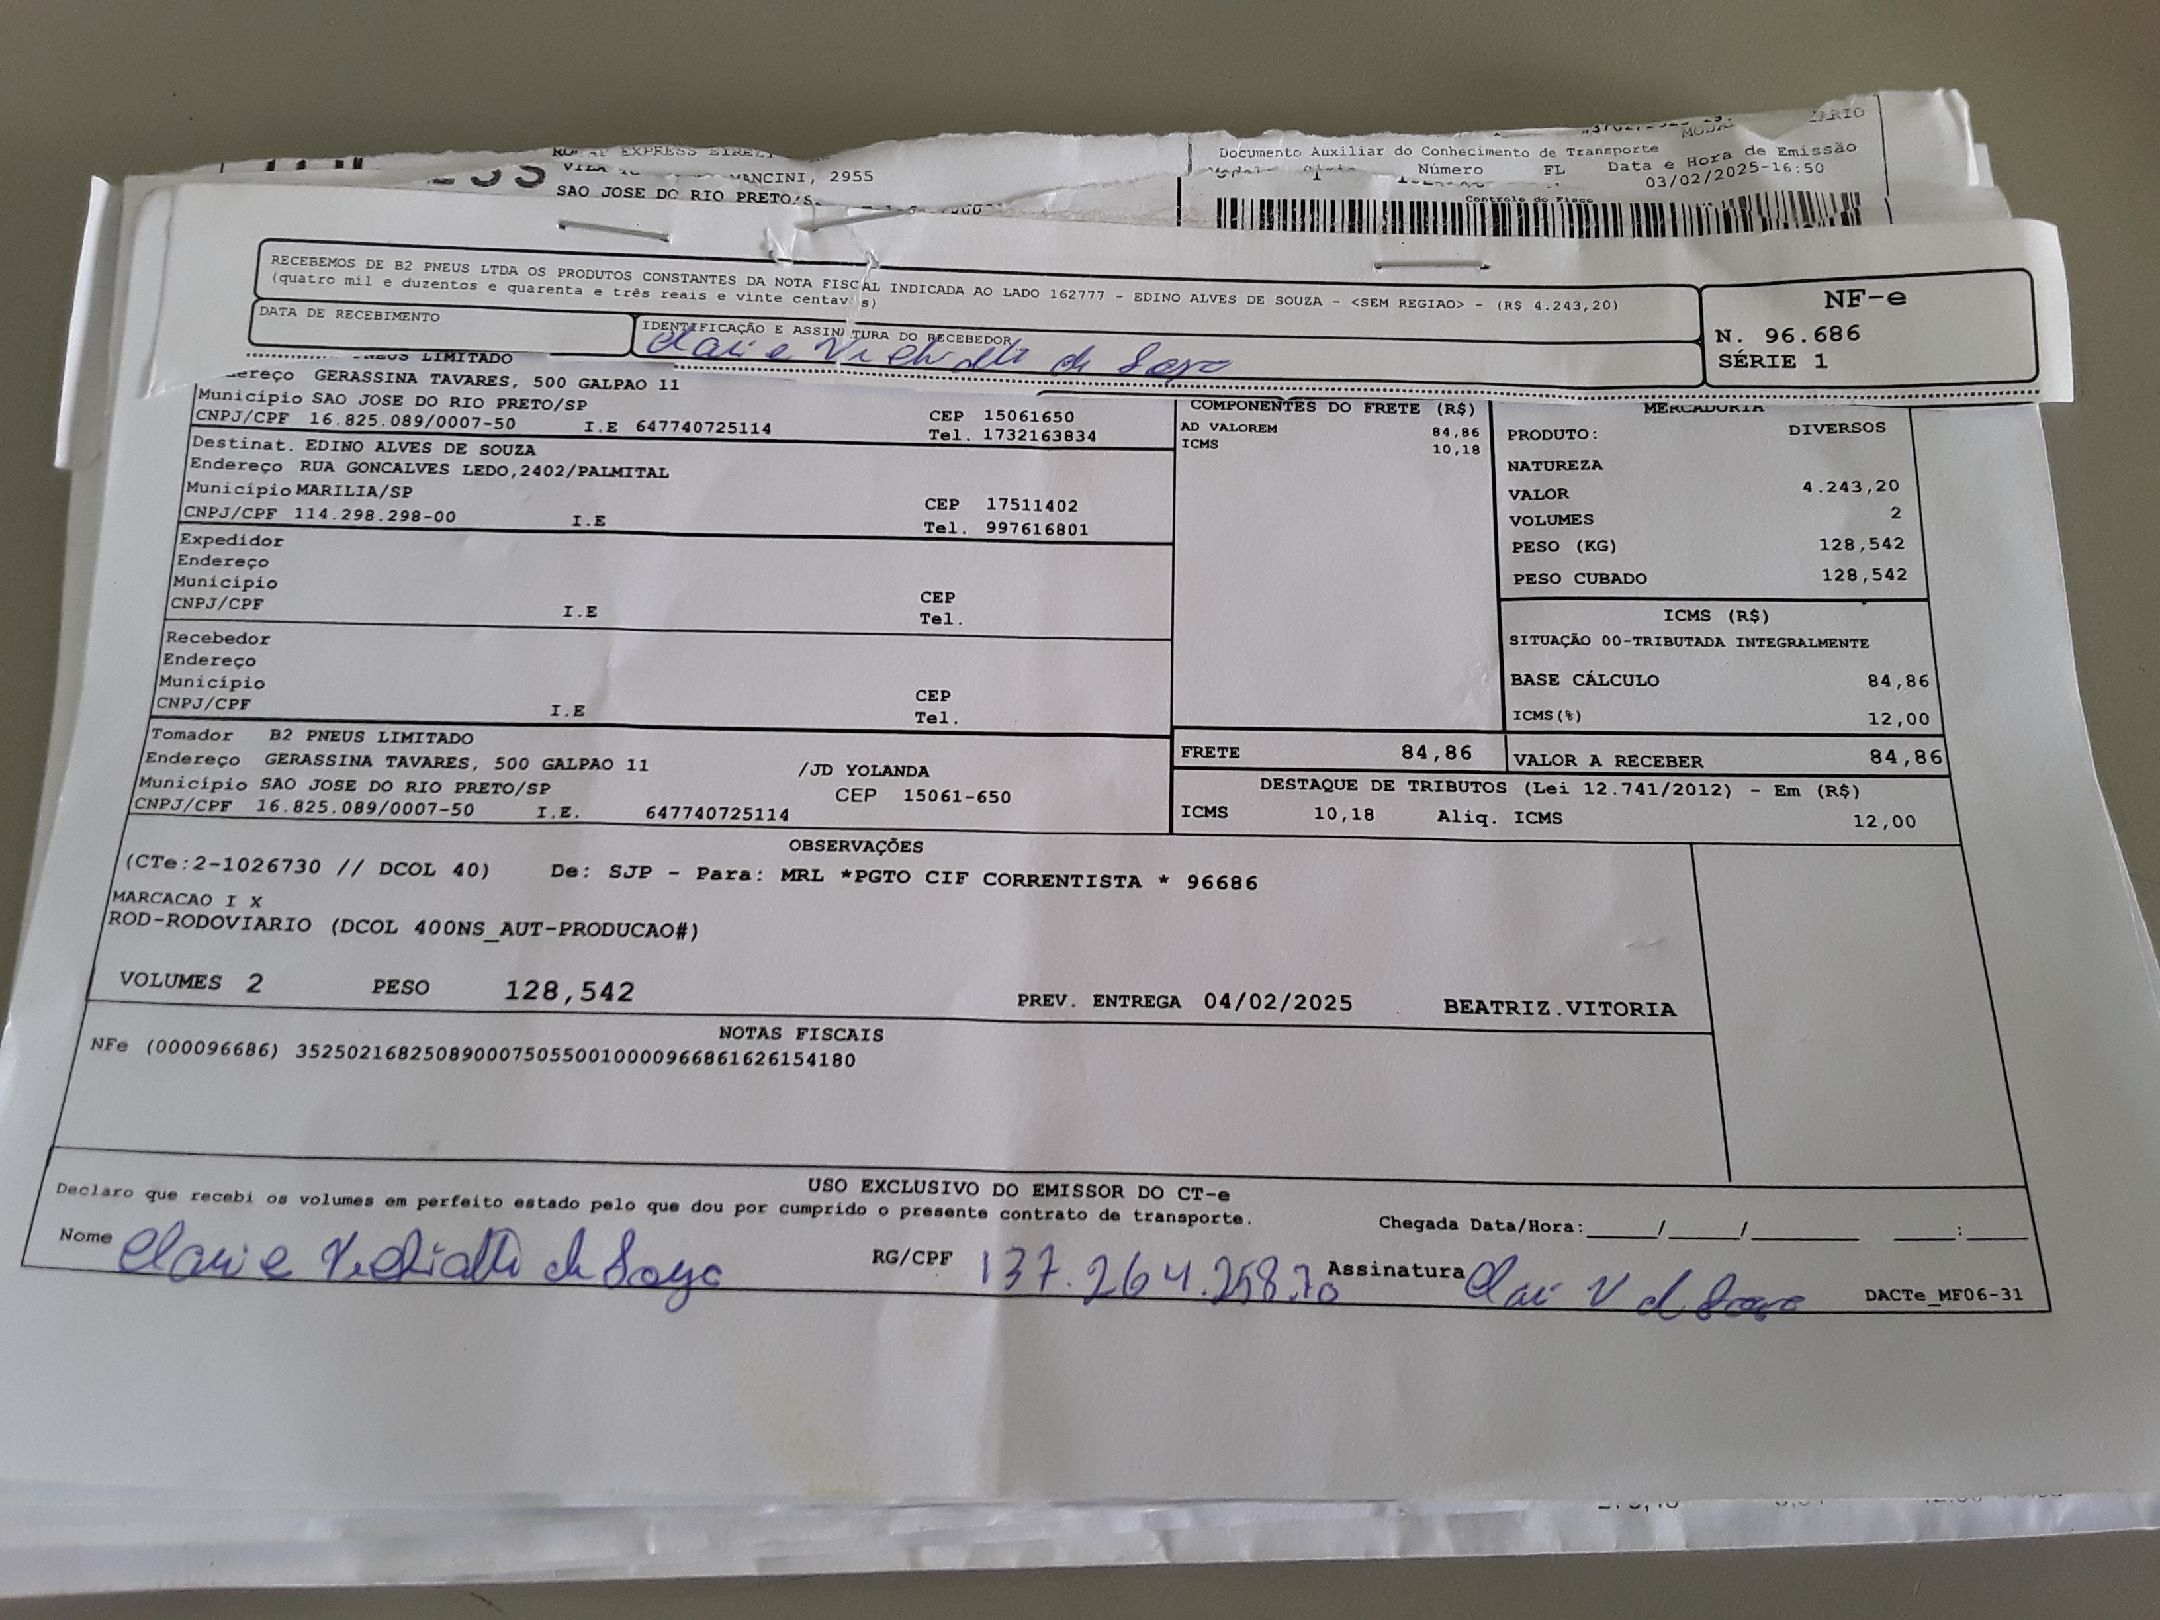 EXPRESS
MANCINI, 2955
SAO JOSE DO RIO PRETO/S
Documento Auxiliar do Conhecimento de Transporte
Número FL Data e Hora de Emissão
03/02/2025-16:50
Controle do Fisco
RECEBEMOS DE B2 PNEUS LTDA OS PRODUTOS CONSTANTES DA NOTA FISCAL INDICADA AO LADO 162777 - EDINO ALVES DE SOUZA - <SEM REGIAO> - (R$ 4.243,20)
(quatro mil e duzentos e quarenta e três reais e vinte centavos)
DATA DE RECEBIMENTO
IDENTIFICAÇÃO E ASSINATURA DO RECEBEDOR
NF-e
N. 96.686
SÉRIE 1
PNEUS LIMITADO
Endereço GERASSINA TAVARES, 500 GALPAO 11
Município SAO JOSE DO RIO PRETO/SP CEP 15061650
CNPJ/CPF 16.825.089/0007-50 I.E 647740725114 Tel. 1732163834
Destinat. EDINO ALVES DE SOUZA
Endereço RUA GONCALVES LEDO,2402/PALMITAL
Município MARILIA/SP CEP 17511402
CNPJ/CPF 114.298.298-00 I.E Tel. 997616801
Expedidor
Endereço
Município CEP
CNPJ/CPF I.E Tel.
Recebedor
Endereço
Município CEP
CNPJ/CPF I.E Tel.
Tomador B2 PNEUS LIMITADO
Endereço GERASSINA TAVARES, 500 GALPAO 11 /JD YOLANDA
Município SAO JOSE DO RIO PRETO/SP CEP 15061-650
CNPJ/CPF 16.825.089/0007-50 I.E. 647740725114
COMPONENTES DO FRETE (R$)
AD VALOREM 84,86
ICMS 10,18
FRETE 84,86
MERCADORIA
PRODUTO: DIVERSOS
NATUREZA
VALOR 4.243,20
VOLUMES 2
PESO (KG) 128,542
PESO CUBADO 128,542
ICMS (R$)
SITUAÇÃO 00-TRIBUTADA INTEGRALMENTE
BASE CÁLCULO 84,86
ICMS(%) 12,00
VALOR A RECEBER 84,86
DESTAQUE DE TRIBUTOS (Lei 12.741/2012) - Em (R$)
ICMS 10,18 Aliq. ICMS 12,00
OBSERVAÇÕES
(CTe:2-1026730 // DCOL 40) De: SJP - Para: MRL *PGTO CIF CORRENTISTA * 96686
MARCACAO I X
ROD-RODOVIARIO (DCOL 400NS_AUT-PRODUCAO#)
VOLUMES 2 PESO 128,542 PREV. ENTREGA 04/02/2025 BEATRIZ.VITORIA
NOTAS FISCAIS
NFe (000096686) 35250216825089000750550010000966861626154180
USO EXCLUSIVO DO EMISSOR DO CT-e
Declaro que recebi os volumes em perfeito estado pelo que dou por cumprido o presente contrato de transporte.
Chegada Data/Hora:____/____/______ ___:___
Nome RG/CPF 137.264.258.70 Assinatura
DACTe_MF06-31